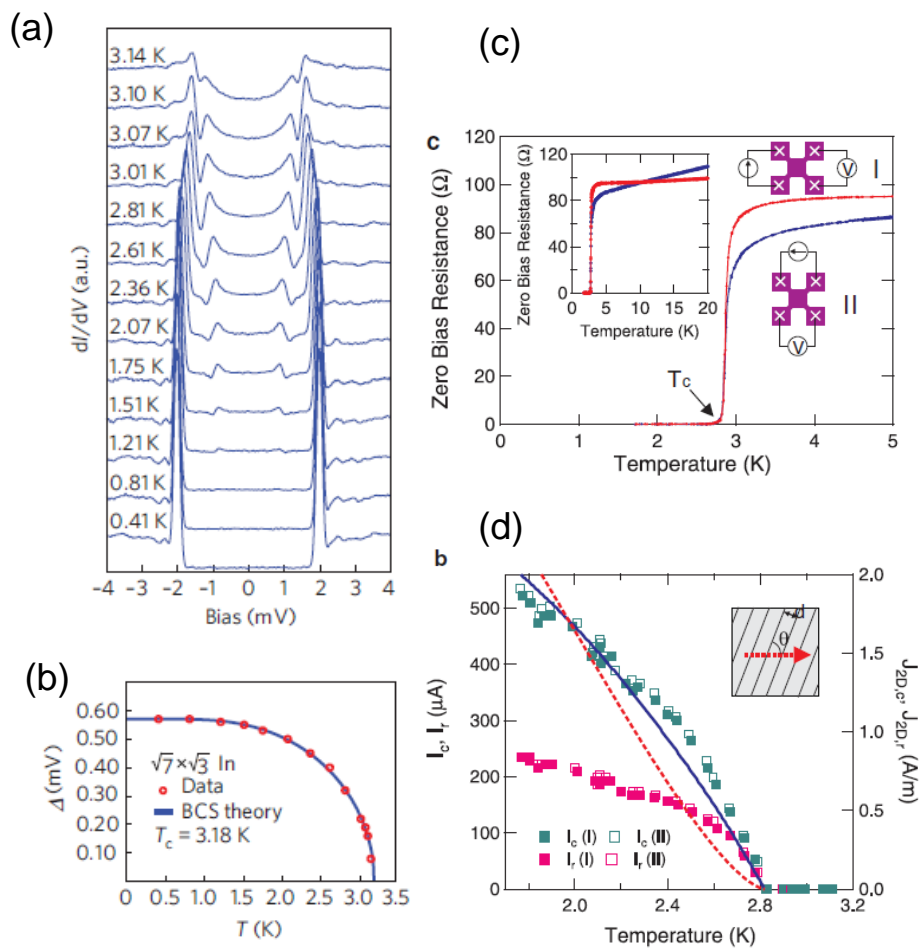 (a)
3.14 K
3.10 K
3.07 K
3.01 K
2.81 K
2.61 K
2.36 K
2.07 K
1.75 K
1.51 K
1.21 K
0.81 K
0.41 K
dI/dV (a.u.)
−4 −3 −2 −1 0 1 2 3 4
Bias (mV)
(b)
0.60
0.50
0.40
0.30
0.20
0.10
Δ (mV)
√7×√3 In
Data
BCS theory
Tc = 3.18 K
0 0.5 1.0 1.5 2.0 2.5 3.0 3.5
T (K)
(c)
c
120
100
80
60
40
20
0
Zero Bias Resistance (Ω)
0 1 2 3 4 5
Temperature (K)
120
80
40
0
Zero Bias Resistance (Ω)
0 5 10 15 20
Temperature (K)
V
I
V
II
Tc
(d)
b
500
400
300
200
100
0
Ic, Ir (μA)
2.0
1.5
1.0
0.5
0.0
J2D,c, J2D,r (A/m)
d
θ
Ic (I) Ic (II)
Ir (I) Ir (II)
2.0 2.4 2.8 3.2
Temperature (K)